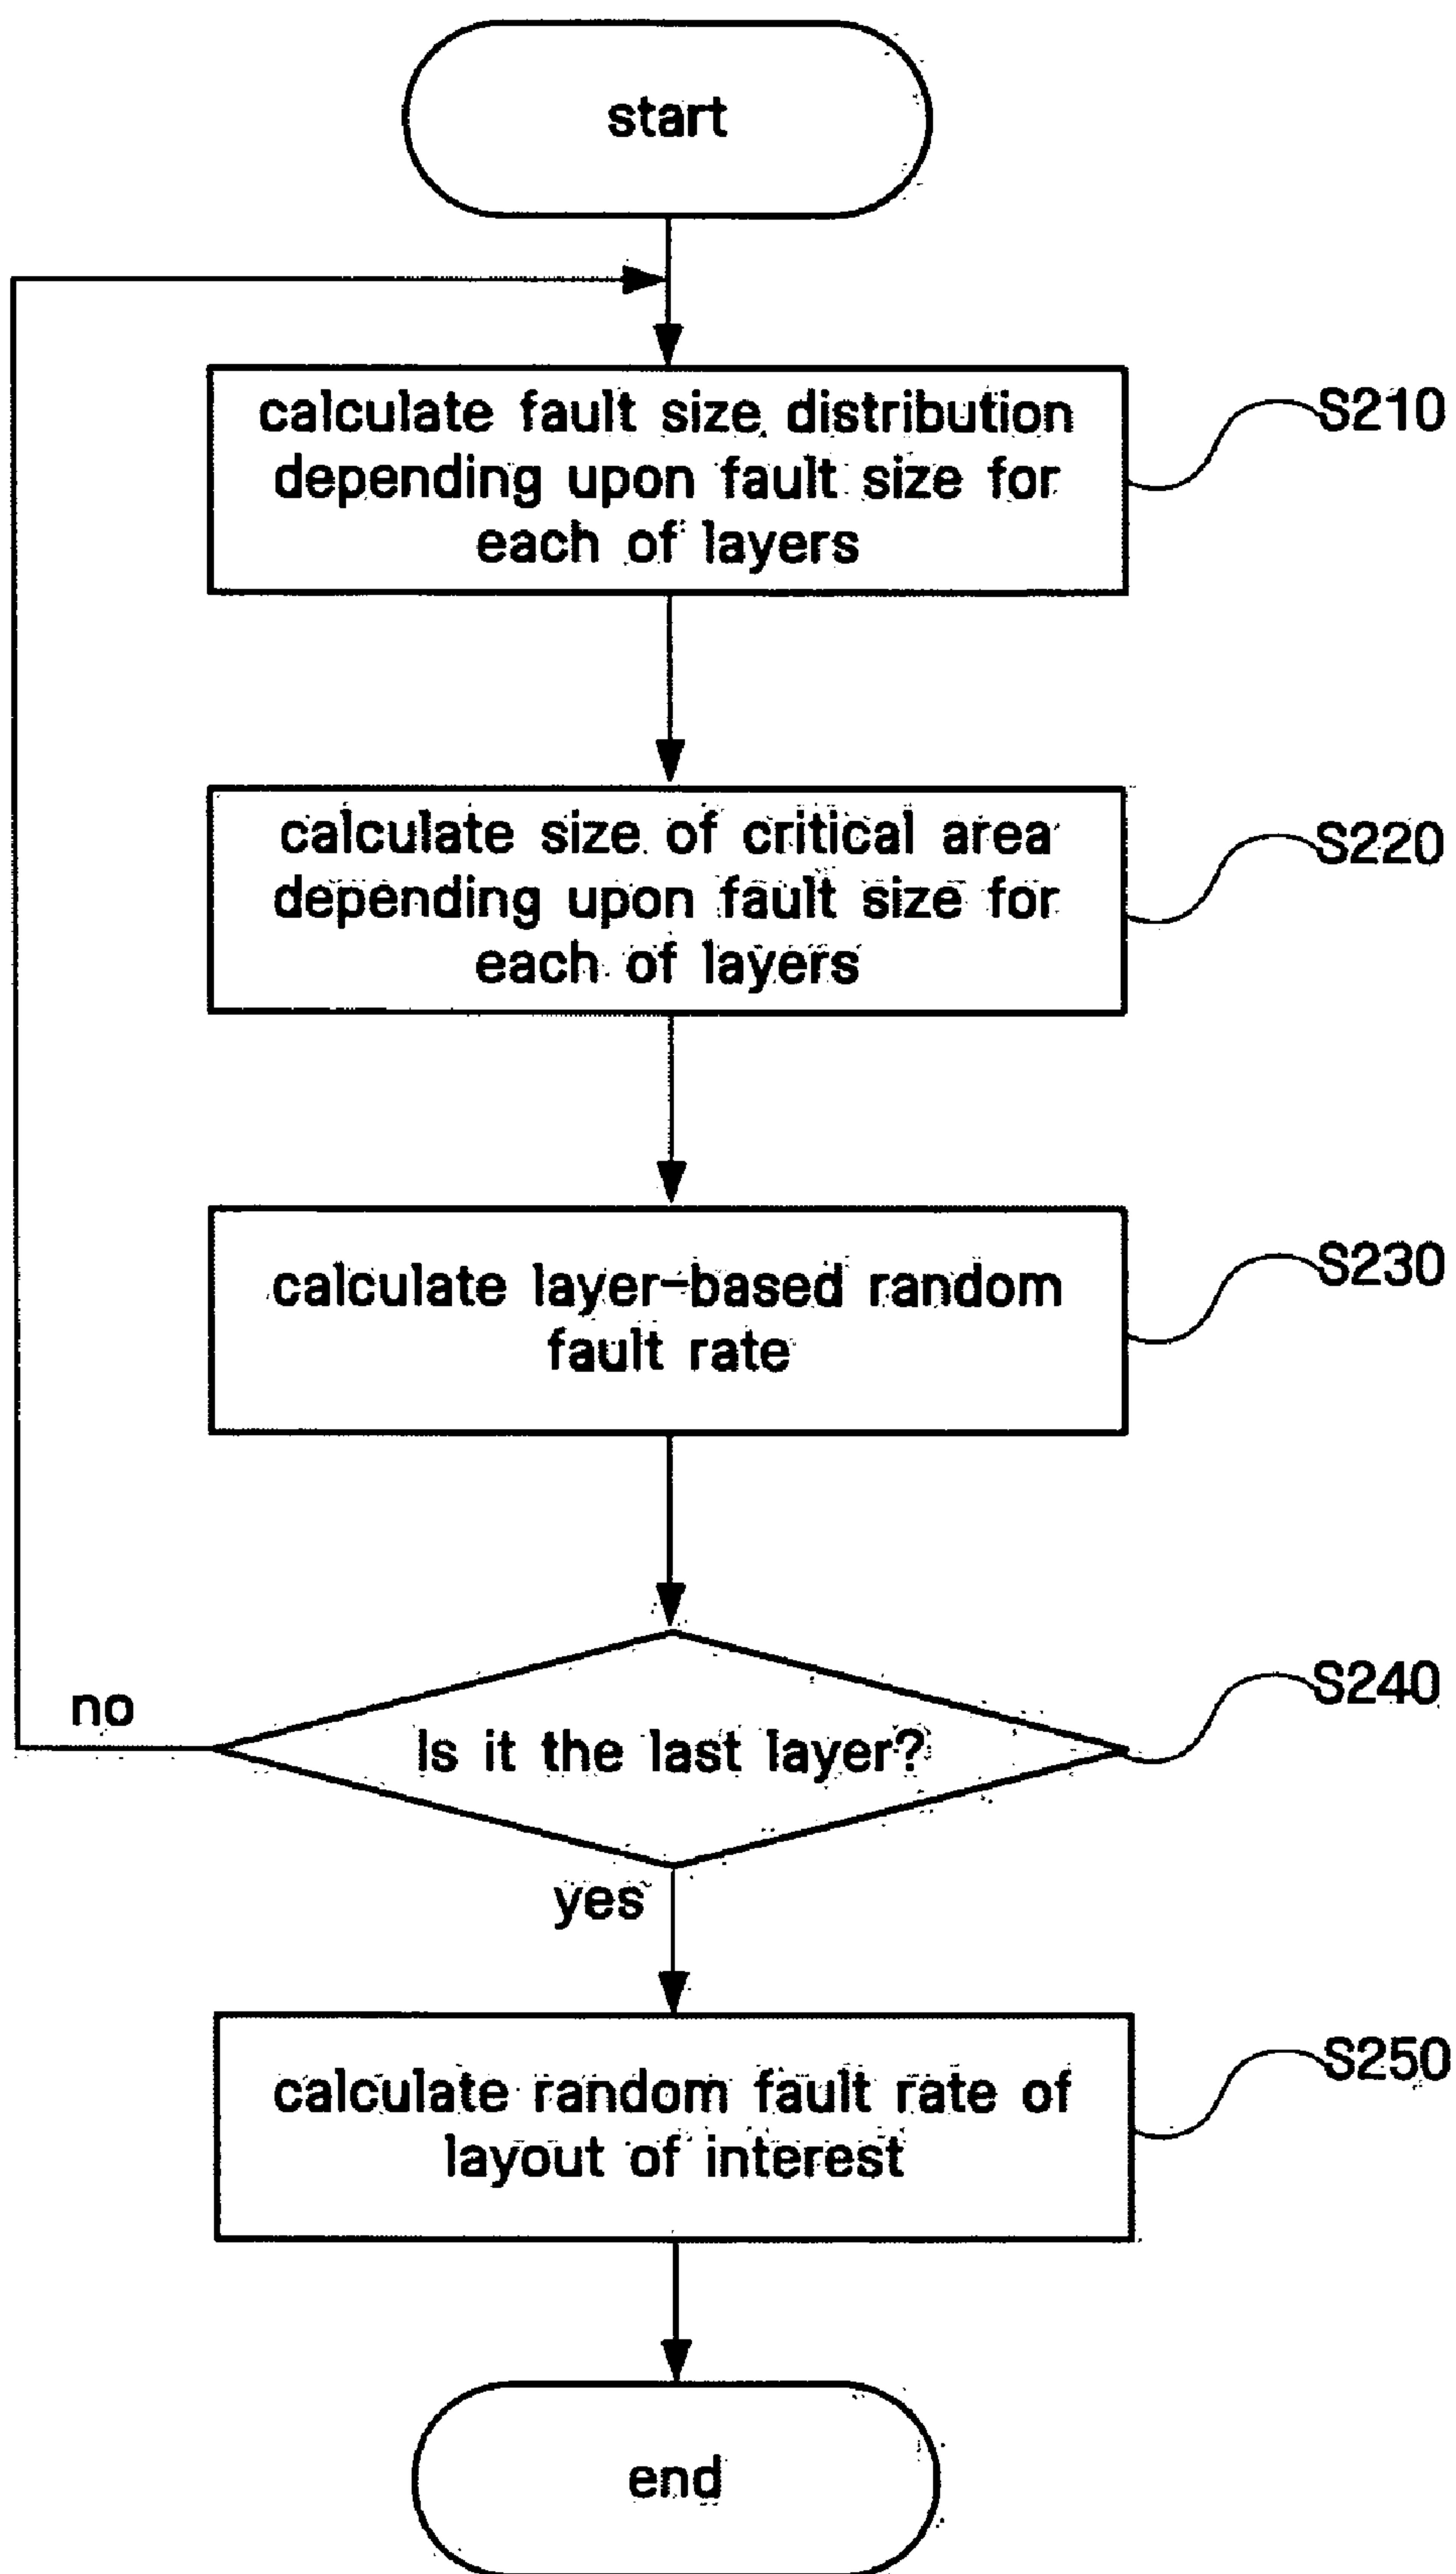 start
calculate fault size distribution
depending upon fault size for
each of layers
S210
calculate size of critical area
depending upon fault size for
each of layers
S220
calculate layer-based random
fault rate
S230
Is it the last layer?
S240
no
yes
calculate random fault rate of
layout of interest
S250
end